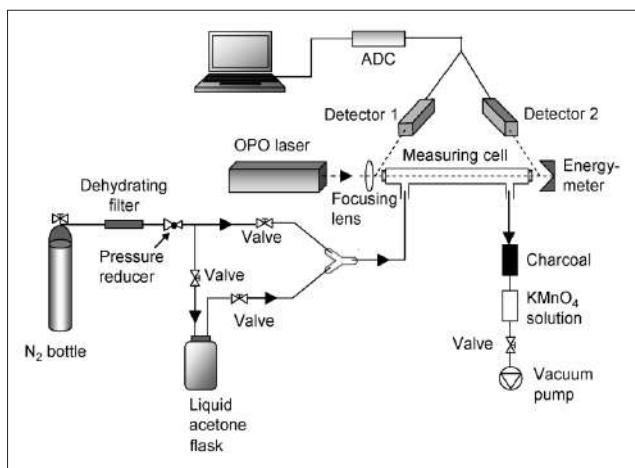 ADC
Detector 1
Detector 2
OPO laser
Measuring cell
Energy-
meter
Dehydrating
filter
Focusing
lens
Pressure
reducer
Valve
Valve
Valve
Charcoal
KMnO₄
solution
Valve
N₂ bottle
Liquid
acetone
flask
Vacuum
pump